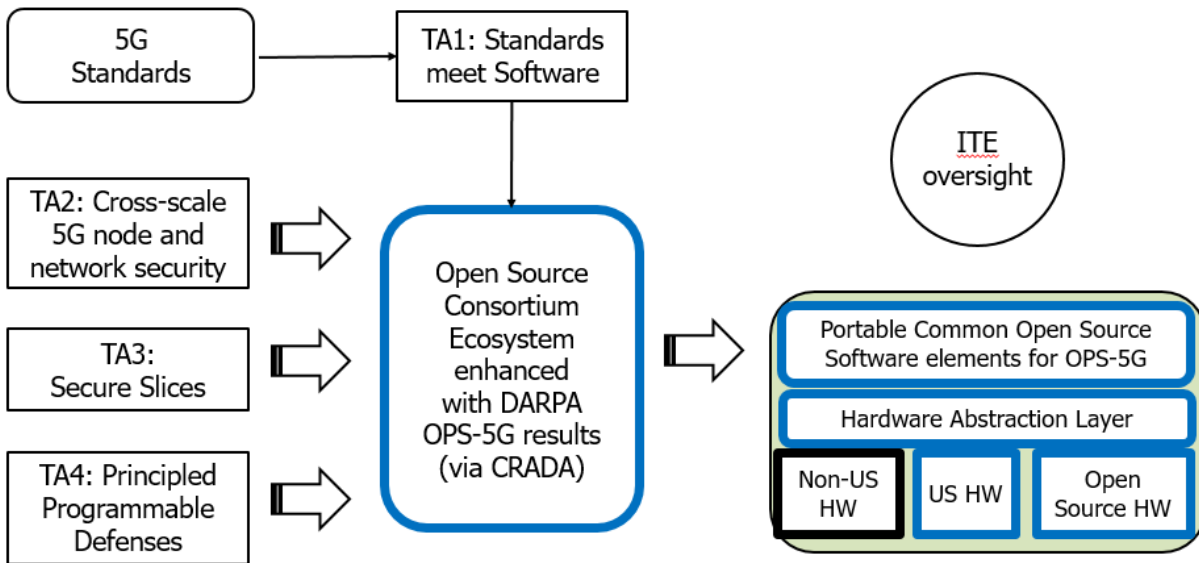 5G
Standards
TA1: Standards
meet Software
ITE
oversight
TA2: Cross-scale
5G node and
network security
TA3:
Secure Slices
TA4: Principled
Programmable
Defenses
Open Source
Consortium
Ecosystem
enhanced
with DARPA
OPS-5G results
(via CRADA)
Portable Common Open Source
Software elements for OPS-5G
Hardware Abstraction Layer
Non-US
HW
US HW
Open
Source HW